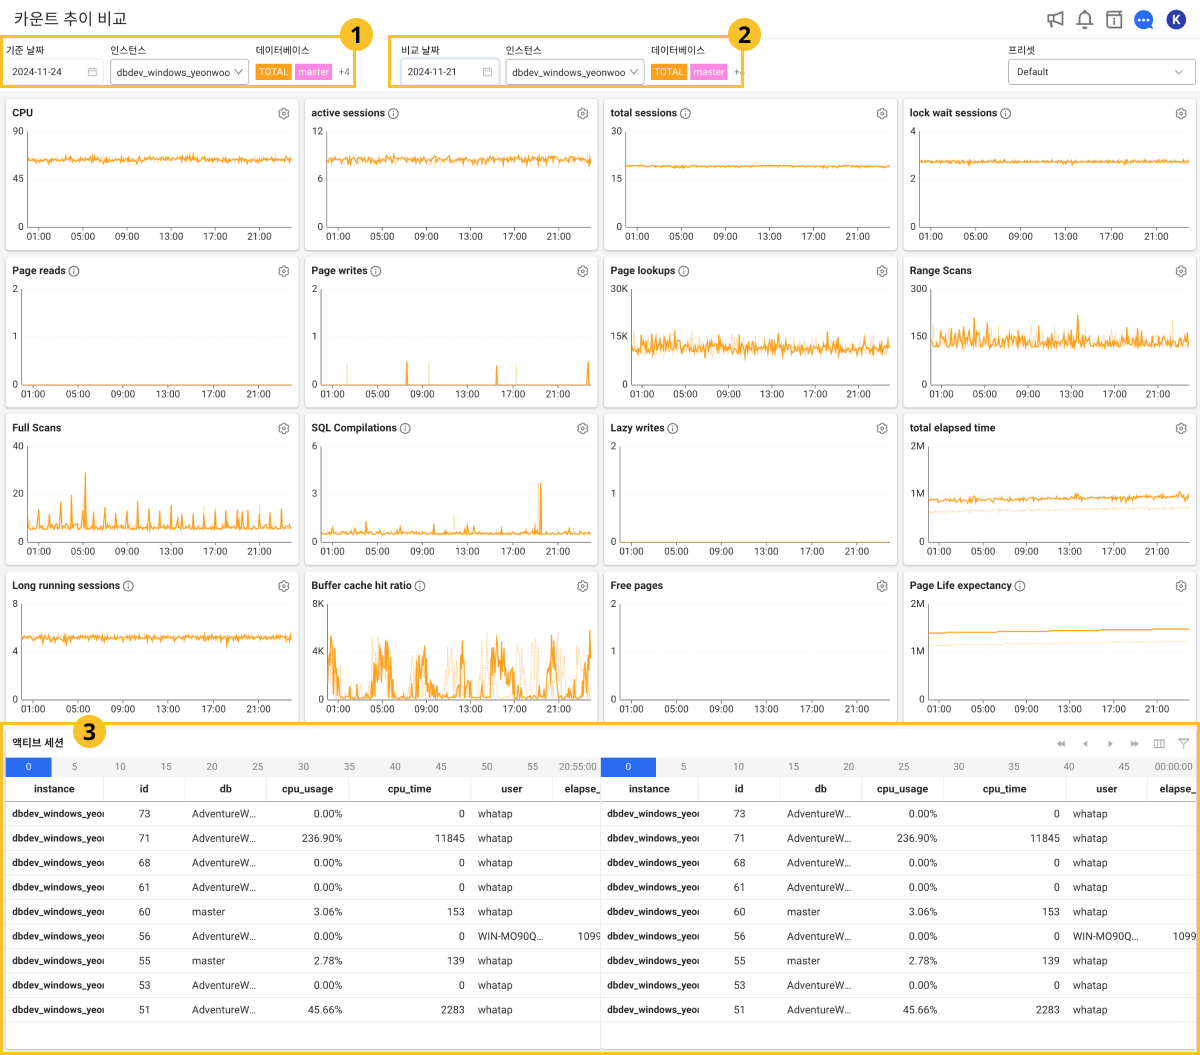 카운트 추이 비교
K
1
2
기준 날짜 인스턴스 데이터베이스
비교 날짜 인스턴스 데이터베이스
프리셋
2024-11-24 dbdev_windows_yeonwoo TOTAL master +4
2024-11-21 dbdev_windows_yeonwoo TOTAL master
Default
CPU
90
45
0
01:00 05:00 09:00 13:00 17:00 21:00
active sessions
12
6
0
01:00 05:00 09:00 13:00 17:00 21:00
total sessions
30
15
0
01:00 05:00 09:00 13:00 17:00 21:00
lock wait sessions
4
2
0
01:00 05:00 09:00 13:00 17:00 21:00
Page reads
2
1
0
01:00 05:00 09:00 13:00 17:00 21:00
Page writes
2
1
0
01:00 05:00 09:00 13:00 17:00 21:00
Page lookups
30K
15K
0
01:00 05:00 09:00 13:00 17:00 21:00
Range Scans
300
150
0
01:00 05:00 09:00 13:00 17:00 21:00
Full Scans
40
20
0
01:00 05:00 09:00 13:00 17:00 21:00
SQL Compilations
6
3
0
01:00 05:00 09:00 13:00 17:00 21:00
Lazy writes
2
1
0
01:00 05:00 09:00 13:00 17:00 21:00
total elapsed time
2M
1M
0
01:00 05:00 09:00 13:00 17:00 21:00
Long running sessions
8
4
0
01:00 05:00 09:00 13:00 17:00 21:00
Buffer cache hit ratio
8K
4K
0
01:00 05:00 09:00 13:00 17:00 21:00
Free pages
2
1
0
01:00 05:00 09:00 13:00 17:00 21:00
Page Life expectancy
2M
1M
0
01:00 05:00 09:00 13:00 17:00 21:00
액티브 세션
3
0 5 10 15 20 25 30 35 40 45 50 55 20:55:00
instance id db cpu_usage cpu_time user elapse_
dbdev_windows_yeo 73 AdventureW... 0.00% 0 whatap
dbdev_windows_yeo 71 AdventureW... 236.90% 11845 whatap
dbdev_windows_yeo 68 AdventureW... 0.00% 0 whatap
dbdev_windows_yeo 61 AdventureW... 0.00% 0 whatap
dbdev_windows_yeo 60 master 3.06% 153 whatap
dbdev_windows_yeo 56 AdventureW... 0.00% 0 WIN-MO90Q... 1099
dbdev_windows_yeo 55 master 2.78% 139 whatap
dbdev_windows_yeo 53 AdventureW... 0.00% 0 whatap
dbdev_windows_yeo 51 AdventureW... 45.66% 2283 whatap
0 5 10 15 20 25 30 35 40 45 00:00:00
instance id db cpu_usage cpu_time user elapse_
dbdev_windows_yeo 73 AdventureW... 0.00% 0 whatap
dbdev_windows_yeo 71 AdventureW... 236.90% 11845 whatap
dbdev_windows_yeo 68 AdventureW... 0.00% 0 whatap
dbdev_windows_yeo 61 AdventureW... 0.00% 0 whatap
dbdev_windows_yeo 60 master 3.06% 153 whatap
dbdev_windows_yeo 56 AdventureW... 0.00% 0 WIN-MO90Q... 1099
dbdev_windows_yeo 55 master 2.78% 139 whatap
dbdev_windows_yeo 53 AdventureW... 0.00% 0 whatap
dbdev_windows_yeo 51 AdventureW... 45.66% 2283 whatap